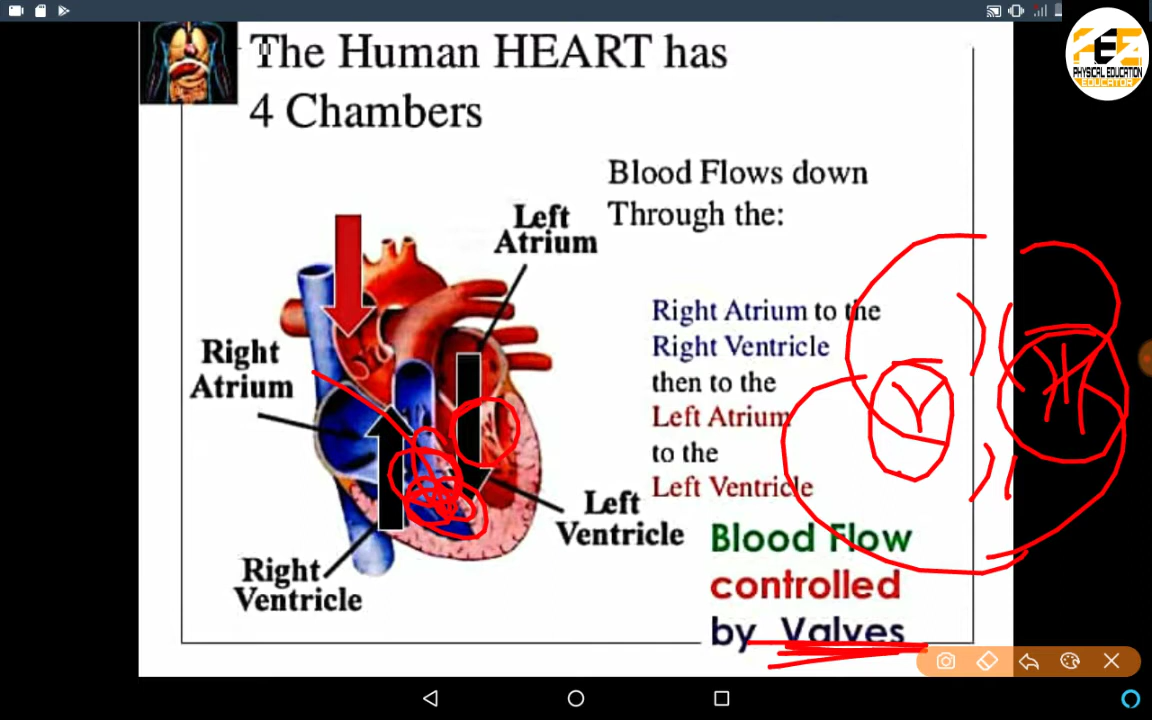 The Human HEART has
4 Chambers
Blood Flows down
Through the:
Left
Atrium
Right
Atrium
Right Atrium to the
Right Ventricle
then to the
Left Atrium
to the
Left Ventricle
Left
Ventricle
Right
Ventricle
Blood Flow
controlled
by Valves
PEz
PHYSICAL EDUCATION
EDUCATOR